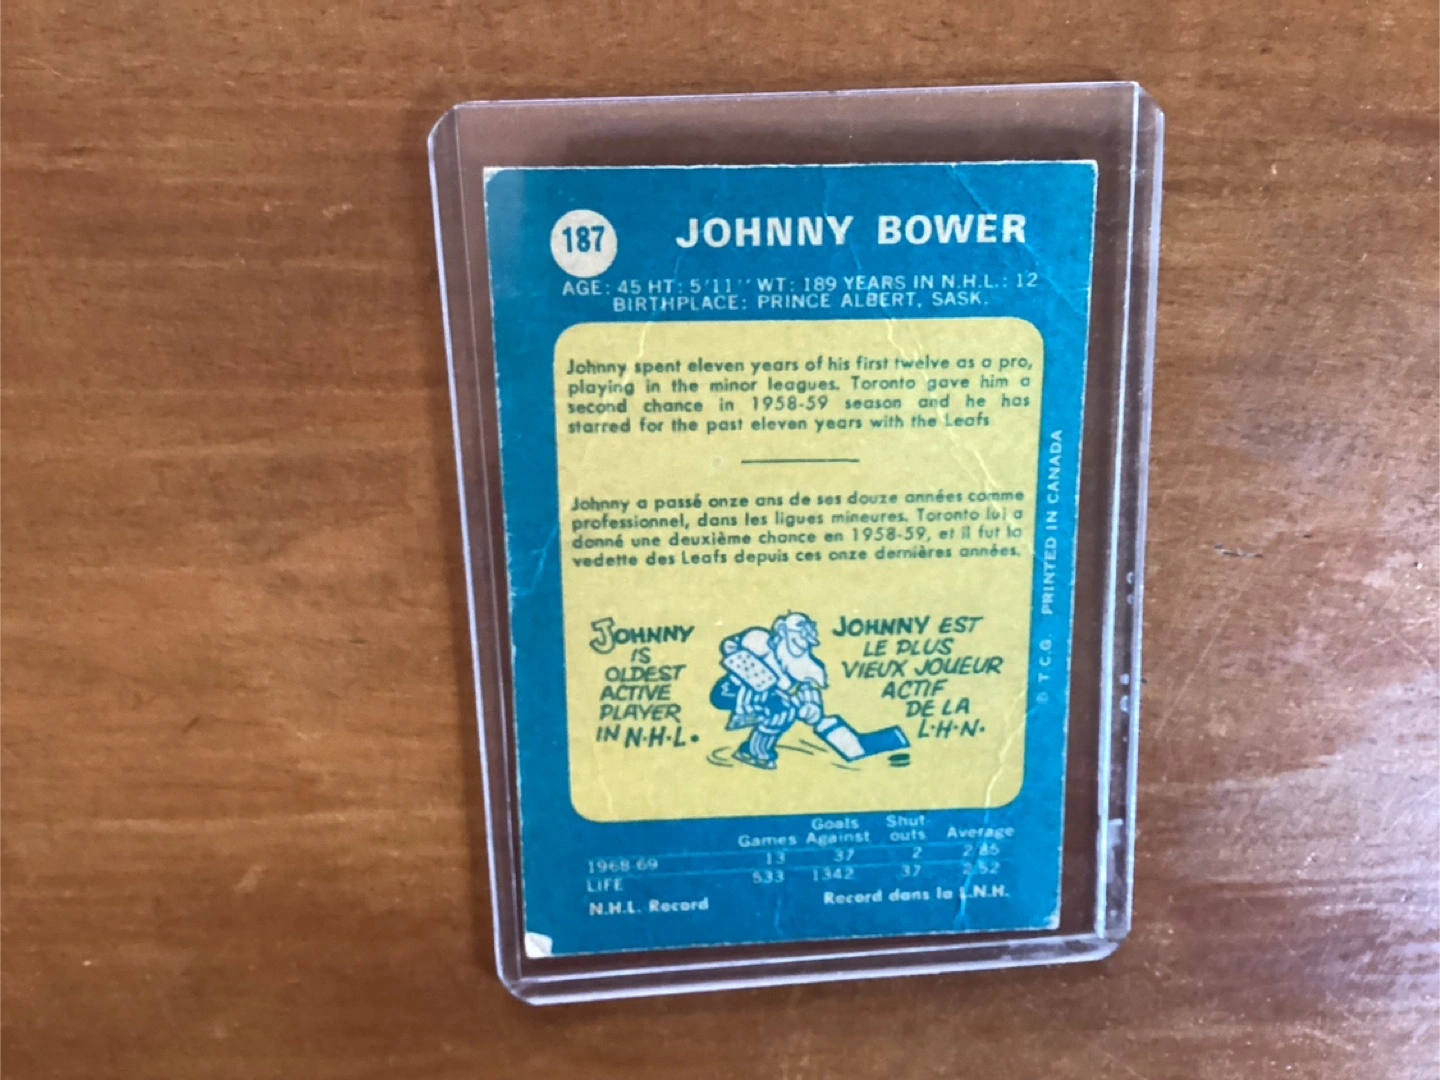 187
JOHNNY BOWER
AGE: 45 HT: 5'11" WT: 189 YEARS IN N.H.L.: 12
BIRTHPLACE: PRINCE ALBERT, SASK.
Johnny spent eleven years of his first twelve as a pro,
playing in the minor leagues. Toronto gave him a
second chance in 1958-59 season and he has
starred for the past eleven years with the Leafs
Johnny a passé onze ans de ses douze années comme
professionnel, dans les ligues mineures. Toronto lui a
donné une deuxième chance en 1958-59, et il fut la
vedette des Leafs depuis ces onze dernières années.
JOHNNY
IS
OLDEST
ACTIVE
PLAYER
IN N.H.L.
JOHNNY EST
LE PLUS
VIEUX JOUEUR
ACTIF
DE LA
L.H.N.
Games Goals Against Shut-outs Average
1968-69 13 37 2 2.85
LIFE 533 1342 37 2.52
N.H.L. Record Record dans la L.N.H.
© T.C.G. PRINTED IN CANADA